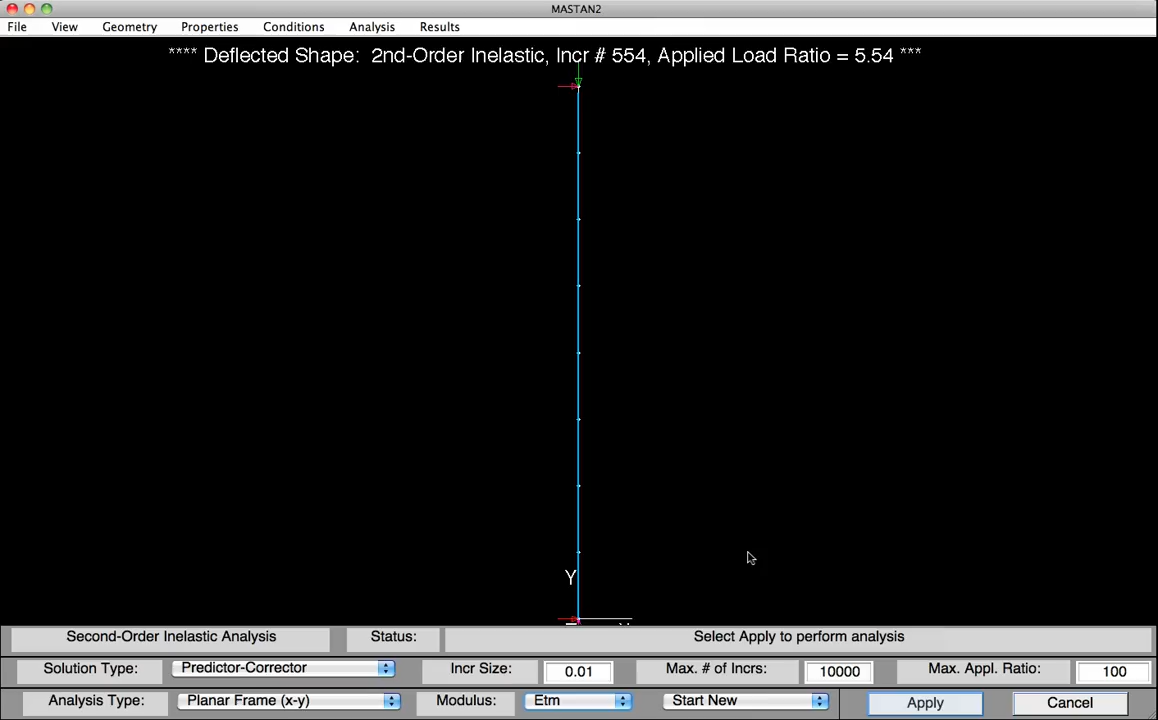 MASTAN2
File View Geometry Properties Conditions Analysis Results
**** Deflected Shape: 2nd-Order Inelastic, Incr # 554, Applied Load Ratio = 5.54 ***
Y
Second-Order Inelastic Analysis Status: Select Apply to perform analysis
Solution Type: Predictor-Corrector Incr Size: 0.01 Max. # of Incrs: 10000 Max. Appl. Ratio: 100
Analysis Type: Planar Frame (x-y) Modulus: Etm Start New Apply Cancel